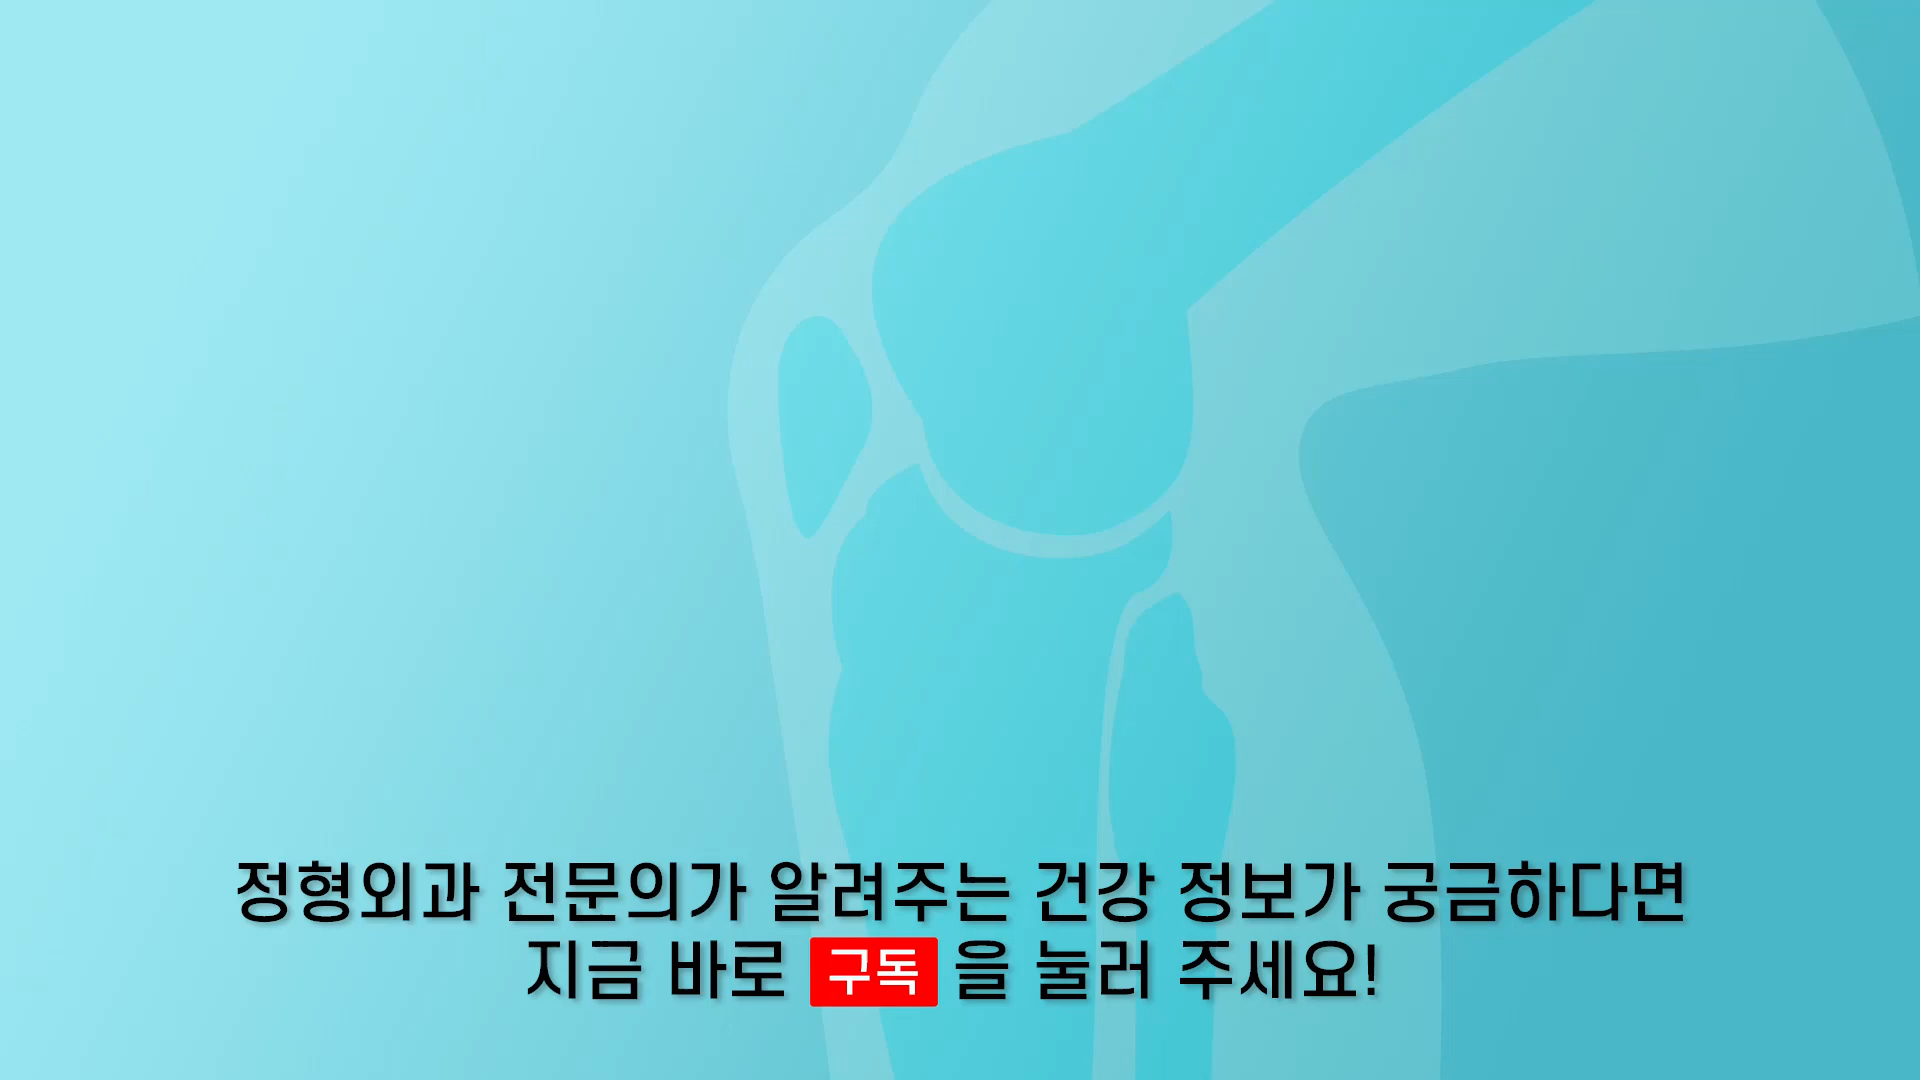 정형외과 전문의가 알려주는 건강 정보가 궁금하다면
지금 바로 구독 을 눌러 주세요!